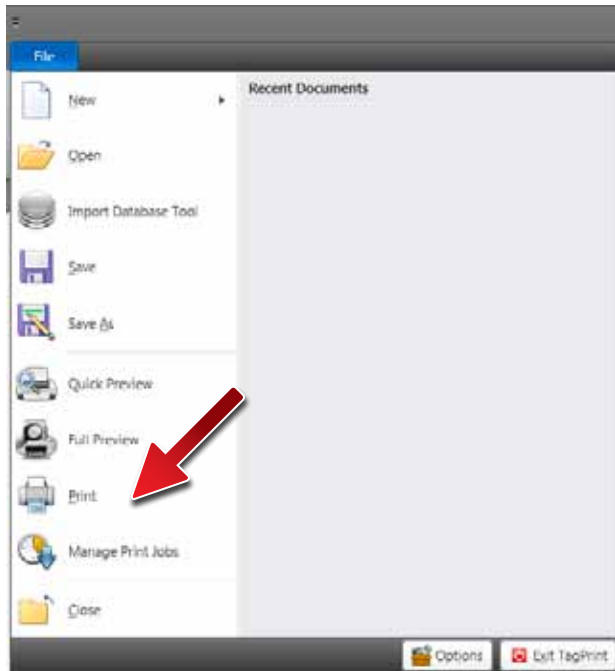 File
New
Recent Documents
Open
Import Database Tool
Save
Save As
Quick Preview
Full Preview
Print
Manage Print Jobs
Close
Options
Exit TagPrint